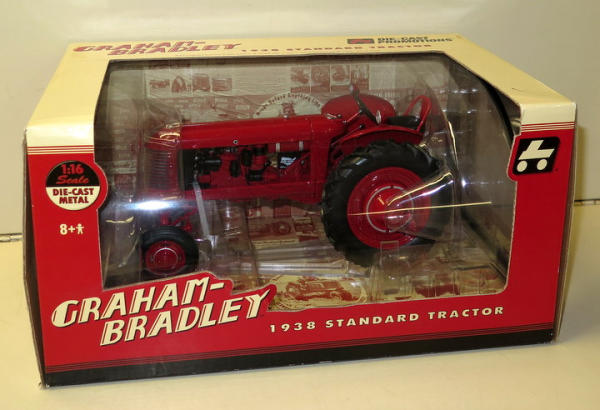 GRAHAM-
BRADLEY
1938 STANDARD TRACTOR
DIE-CAST
PROMOTIONS
1:16
Scale
DIE-CAST
METAL
8+
GRAHAM-
BRADLEY
1938 STANDARD TRACTOR